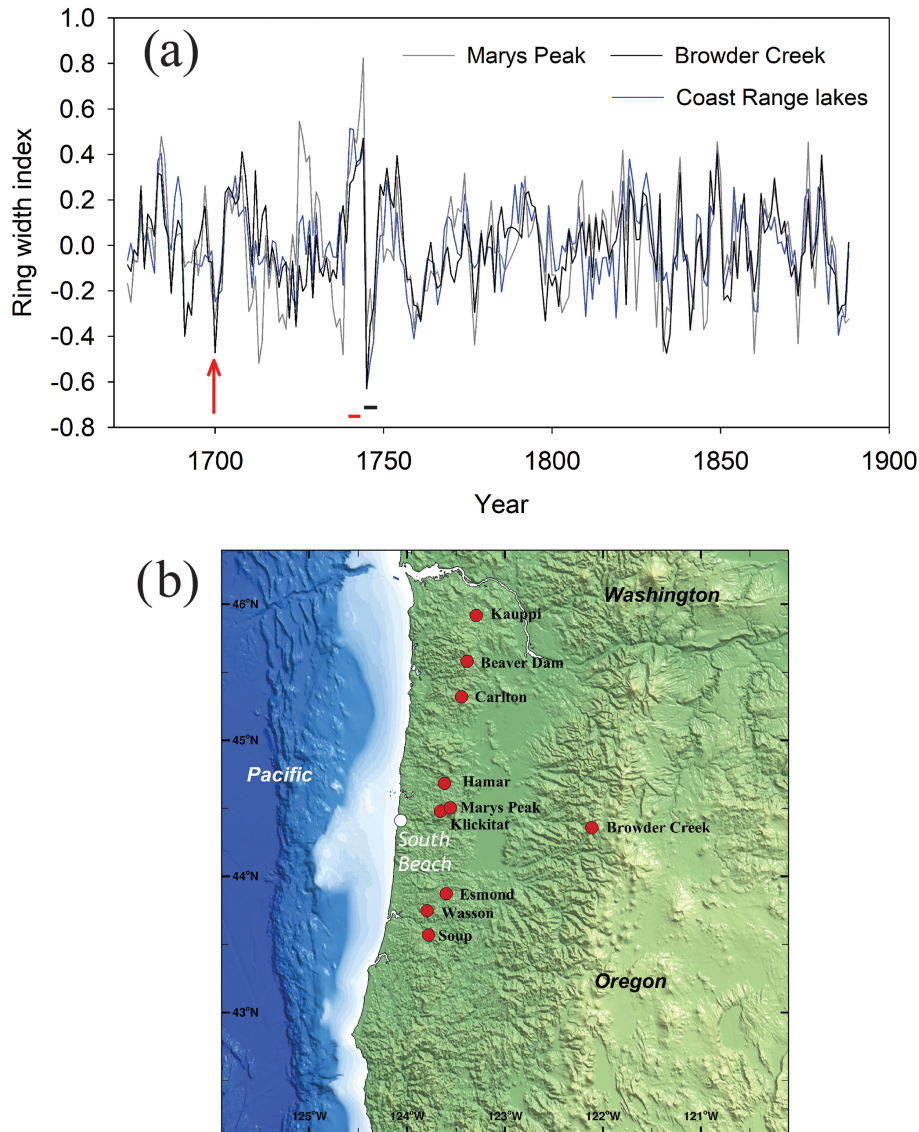 (a)
Marys Peak
Browder Creek
Coast Range lakes
Ring width index
1.0
0.8
0.6
0.4
0.2
0.0
-0.2
-0.4
-0.6
-0.8
1700
1750
1800
1850
1900
Year
(b)
46°N
45°N
44°N
43°N
Washington
Kauppi
Beaver Dam
Carlton
Pacific
Hamar
Marys Peak
Klickitat
Browder Creek
South
Beach
Esmond
Wasson
Soup
Oregon
125°W
124°W
123°W
122°W
121°W